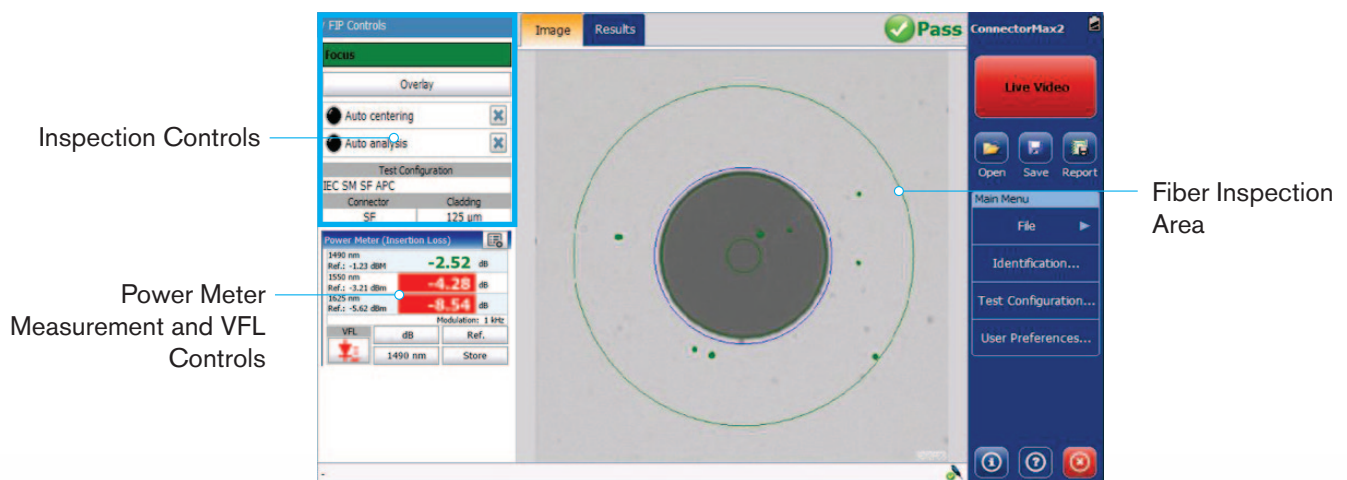 Inspection Controls
Power Meter
Measurement and VFL
Controls
/ FIP Controls
Focus
Overlay
Auto centering
Auto analysis
Test Configuration
IEC SM SF APC
Connector Cladding
SF 125 um
Power Meter (Insertion Loss)
1490 nm
Ref.: -1.23 dBM -2.52 dB
1550 nm
Ref.: -3.21 dBm -4.28 dB
1625 nm
Ref.: -5.62 dBm -8.54 dB
Modulation: 1 kHz
VFL dB Ref.
1490 nm Store
Image Results Pass
ConnectorMax2
Live Video
Open Save Report
Main Menu
File
Identification...
Test Configuration...
User Preferences...
Fiber Inspection
Area